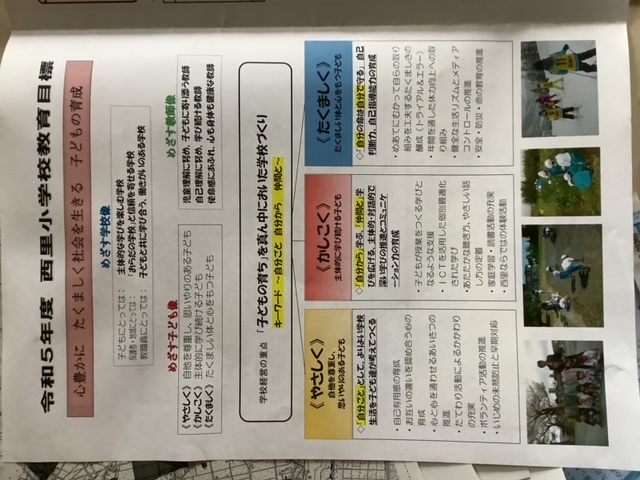 令和5年度 西里小学校教育目標
心豊かに たくましく社会を生きる 子どもの育成
めざす学校像
子どもにとっては： 主体的な学びを楽しむ学校
保護者・地域にとっては： 「おらだの学校」と信頼を寄せる学校
教職員にとっては： 子どもと共に学び合う、働きがいのある学校
めざす子ども像
《やさしく》 自他を尊重し、思いやりのある子ども
《かしこく》 主体的に学び続ける子ども
《たくましく》 たくましい体と心をもつ子ども
めざす教師像
児童理解に努め、子どもに寄り添う教師
自己理解に努め、学び続ける教師
使命感にあふれ、心も身体も健康な教師
学校経営の重点 「子どもの育ち」を真ん中においた学校づくり
キーワード ～自分ごと 自分から 仲間と～
《やさしく》
自他を尊重し、
思いやりのある子ども
◇「自分ごと」として、よりよい学校
生活を子ども達が考えてつくる
・自己有用感の育成
・お互いの違いを認め合う心の
育成
・心と心を通わせるあいさつの
推進
・たてわり活動によるかかわり
の充実
・ボランティア活動の推進
・いじめの未然防止と早期対応
《かしこく》
主体的に学び続ける子ども
◇「自分から」学ぶ、「仲間と」学
びを広げる、主体的・対話的で
深い学びの推進とコミュニケ
ーション力の育成
・子どもが授業をつくる学びと
なるような支援
・ＩＣＴを活用した個別最適化
された学び
・あたたかな聴き方、やさしい話
し方の定着
・家庭学習・読書活動の充実
・西里ならではの体験活動
《たくましく》
たくましい体と心をもつ子ども
◇「自分の命は自分で守る」 自己
判断力、自己指導能力の育成
・めあてにむかって自らの取り
組みを工夫するたくましさの
醸成（トライアル＆エラー）
・年間を通した体力向上への取
り組み
・健全な生活リズムとメディア
コントロールの推進
・安全・防災・命の教育の推進